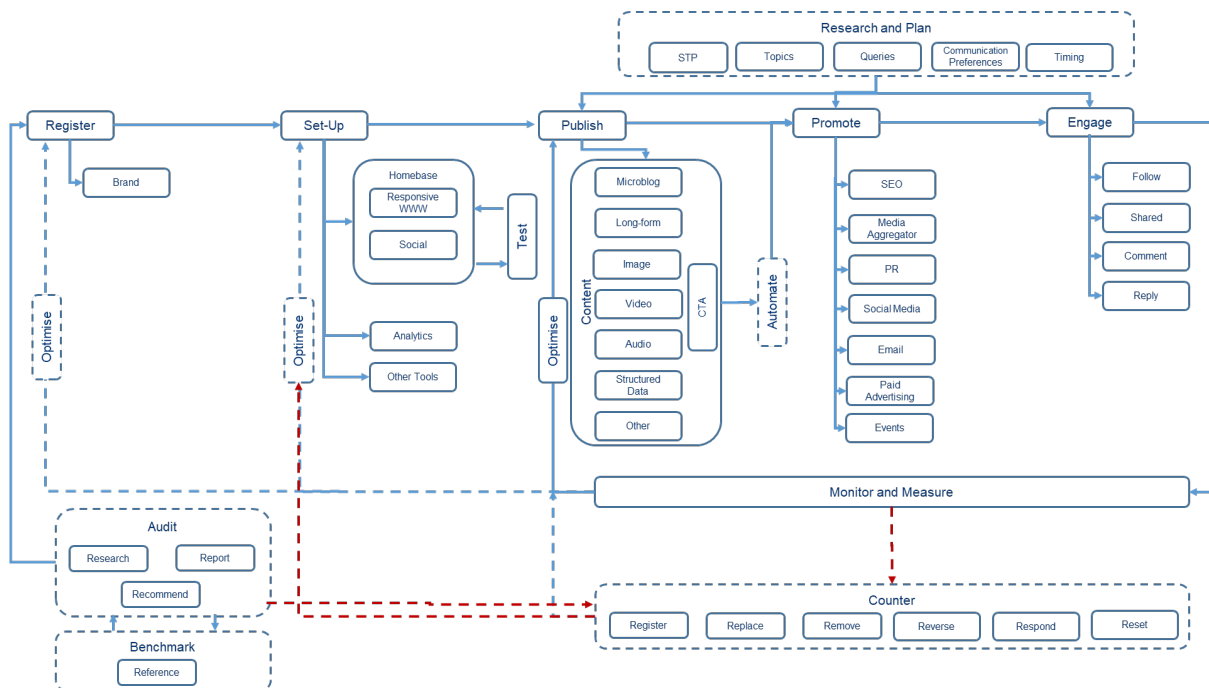 Research and Plan
STP
Topics
Queries
Communication
Preferences
Timing
Register
Set-Up
Publish
Promote
Engage
Brand
Homebase
Responsive
WWW
Social
Test
Analytics
Other Tools
Optimise
Optimise
Optimise
Content
Microblog
Long-form
Image
Video
Audio
Structured
Data
Other
CTA
Automate
SEO
Media
Aggregator
PR
Social Media
Email
Paid
Advertising
Events
Follow
Shared
Comment
Reply
Monitor and Measure
Audit
Research
Report
Recommend
Benchmark
Reference
Counter
Register
Replace
Remove
Reverse
Respond
Reset